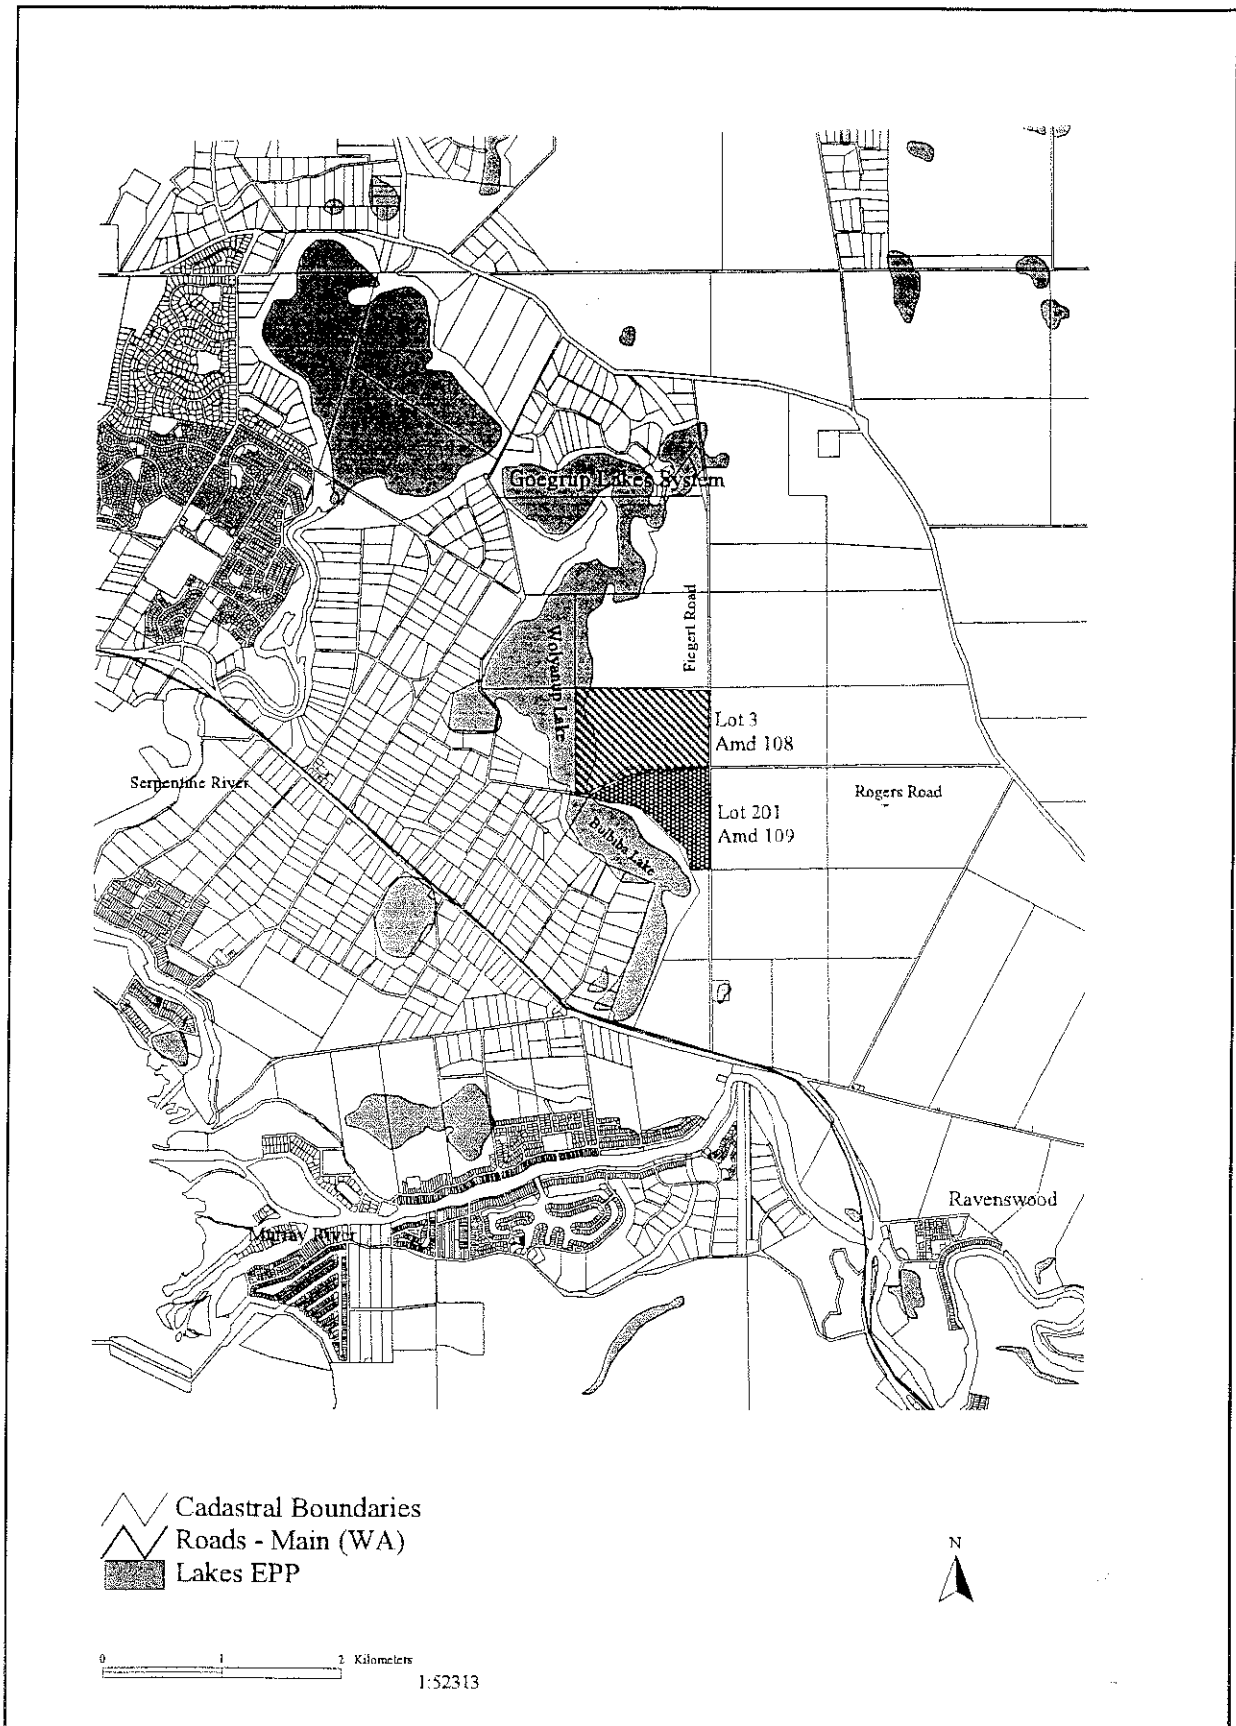 Goegrup Lakes System
Fiegert Road
Wolyanup Lake
Lot 3
Amd 108
Serpentine River
Rogers Road
Lot 201
Amd 109
Bulbiba Lake
Ravenswood
Murray River
Cadastral Boundaries
Roads - Main (WA)
Lakes EPP
N
0 1 2 Kilometers
1:52313